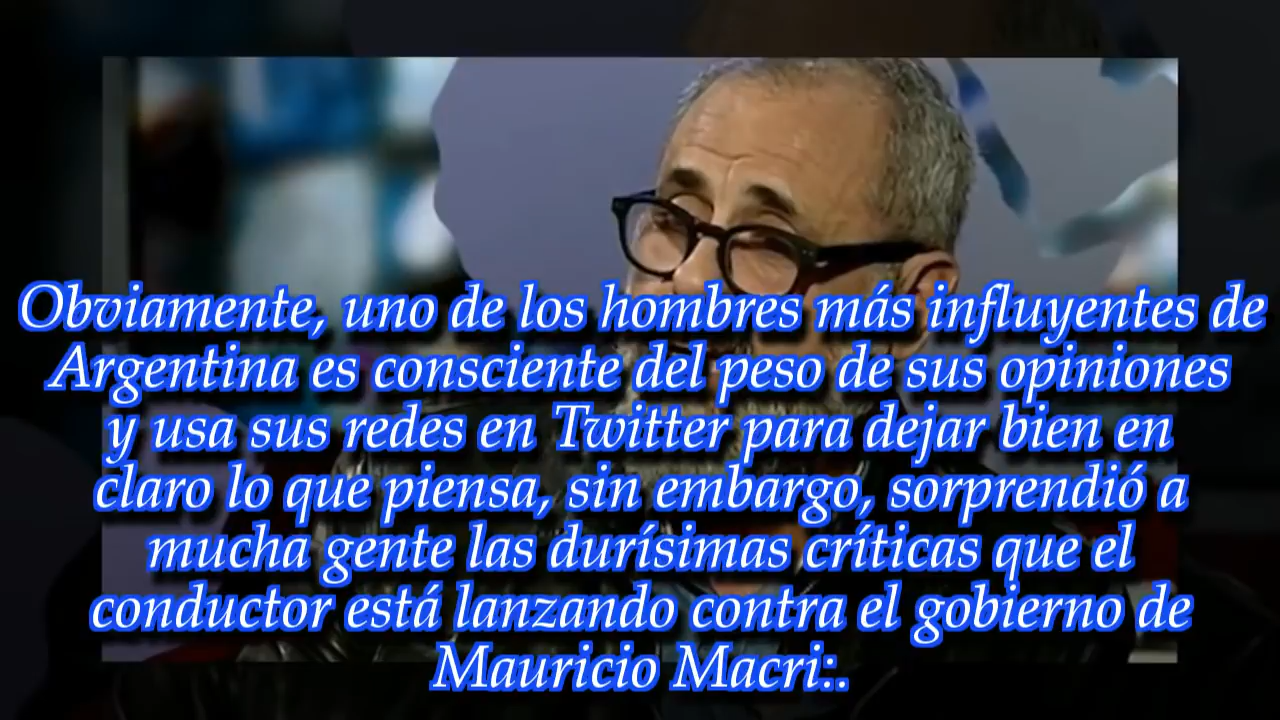 Obviamente, uno de los hombres más influyentes de
Argentina es consciente del peso de sus opiniones
y usa sus redes en Twitter para dejar bien en
claro lo que piensa, sin embargo, sorprendió a
mucha gente las durísimas críticas que el
conductor está lanzando contra el gobierno de
Mauricio Macri:.